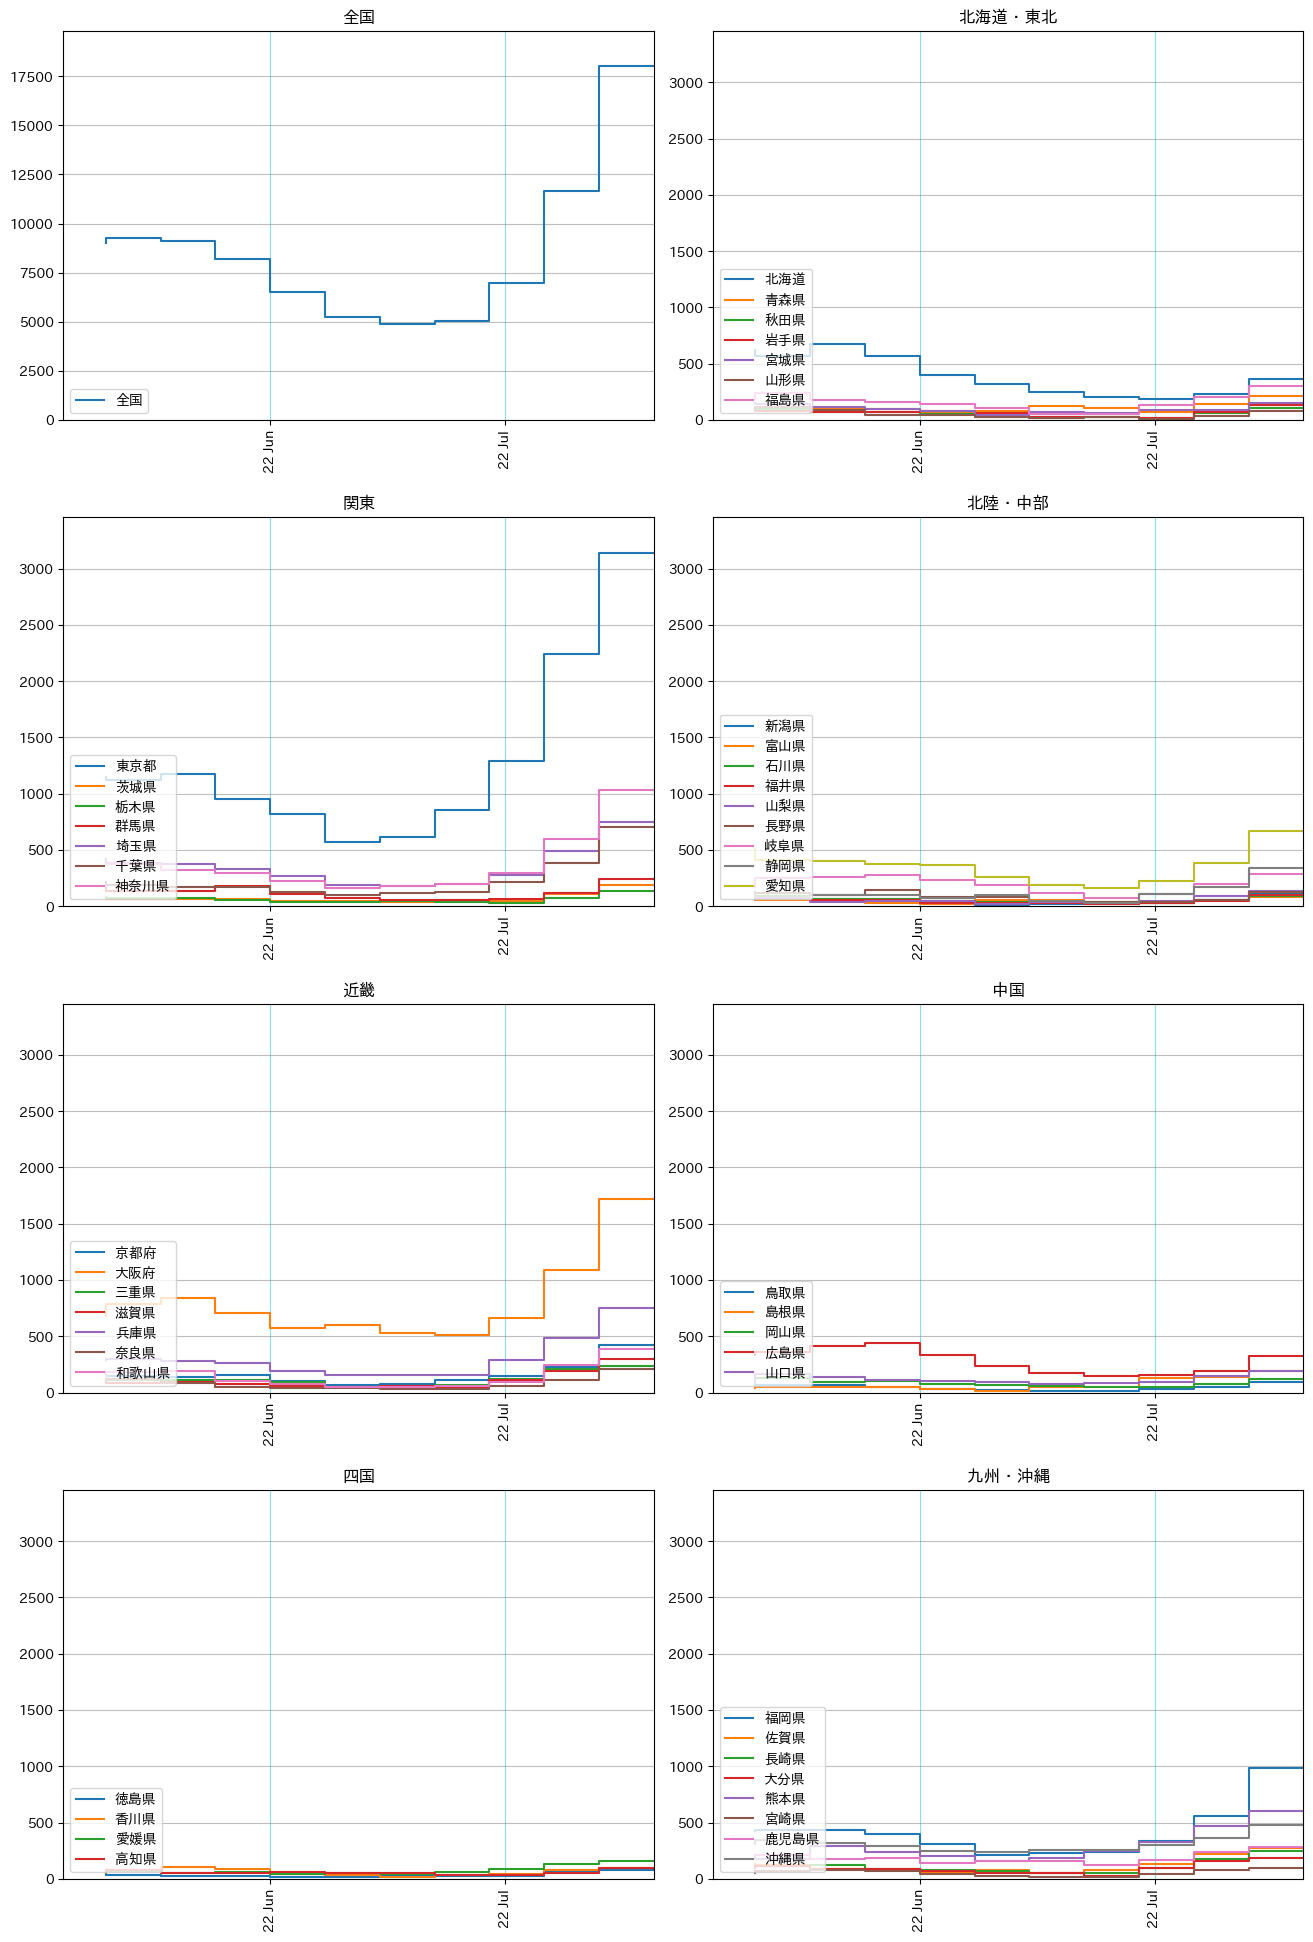 全国
17500
15000
12500
10000
7500
5000
2500
0
全国
22 Jun
22 Jul
北海道・東北
3000
2500
2000
1500
1000
500
0
北海道
青森県
秋田県
岩手県
宮城県
山形県
福島県
22 Jun
22 Jul
関東
3000
2500
2000
1500
1000
500
0
東京都
茨城県
栃木県
群馬県
埼玉県
千葉県
神奈川県
22 Jun
22 Jul
北陸・中部
3000
2500
2000
1500
1000
500
0
新潟県
富山県
石川県
福井県
山梨県
長野県
岐阜県
静岡県
愛知県
22 Jun
22 Jul
近畿
3000
2500
2000
1500
1000
500
0
京都府
大阪府
三重県
滋賀県
兵庫県
奈良県
和歌山県
22 Jun
22 Jul
中国
3000
2500
2000
1500
1000
500
0
鳥取県
島根県
岡山県
広島県
山口県
22 Jun
22 Jul
四国
3000
2500
2000
1500
1000
500
0
徳島県
香川県
愛媛県
高知県
22 Jun
22 Jul
九州・沖縄
3000
2500
2000
1500
1000
500
0
福岡県
佐賀県
長崎県
大分県
熊本県
宮崎県
鹿児島県
沖縄県
22 Jun
22 Jul